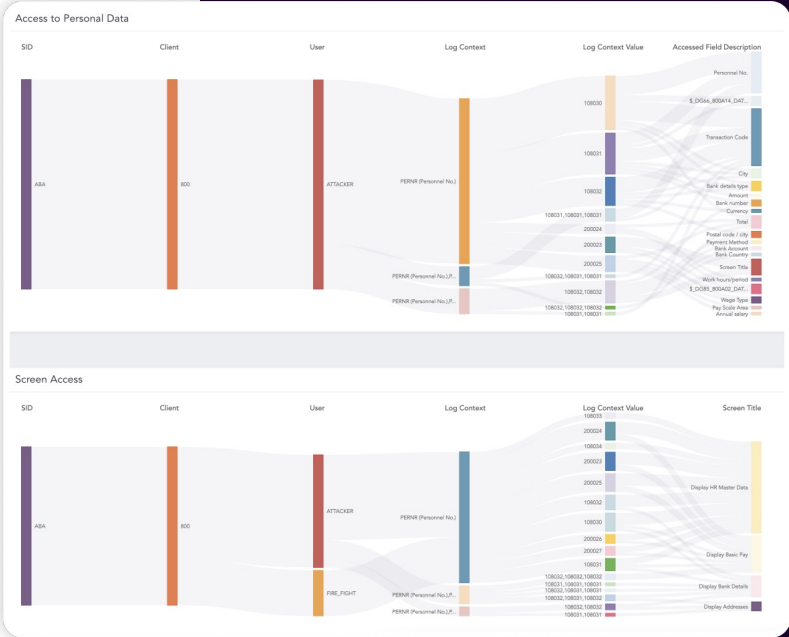 Access to Personal Data
SID Client User Log Context Log Context Value Accessed Field Description
ABA
800
ATTACKER
PERNR (Personnel No.)
PERNR (Personnel No.),P...
PERNR (Personnel No.),P...
108030
108031
108032
108031,108031,108031
200024
200023
200025
108032,108031,108031
108032,108032
108032,108032,108032
108031,108031
Personnel No.
$_DG66_800A14_DAT...
Transaction Code
City
Bank details type
Amount
Bank number
Currency
Total
Postal code / city
Payment Method
Bank Account
Bank Country
Screen Title
Work hours/period
$_DG85_800A02_DAT...
Wage Type
Pay Scale Area
Annual salary
Screen Access
SID Client User Log Context Log Context Value Screen Title
ABA
800
ATTACKER
FIRE_FIGHT
PERNR (Personnel No.)
PERNR (Personnel No.),P...
PERNR (Personnel No.),P...
108033
200024
108034
200023
200025
108032
108030
200026
200027
108031
108032,108032,108032
108031,108031,108031
108032,108031,108031
108032,108031,108032
108032,108032
108031,108031
Display HR Master Data
Display Basic Pay
Display Bank Details
Display Addresses